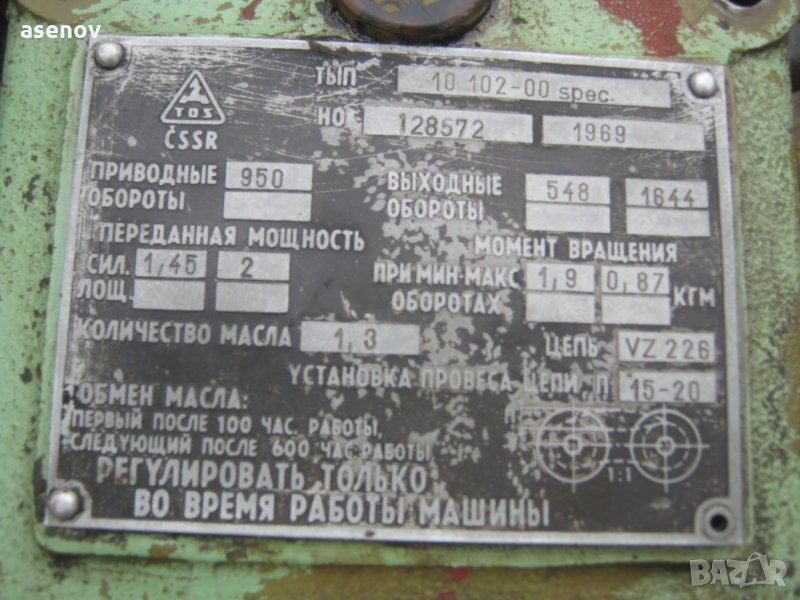 asenov
ТЫП 10 102-00 spec.
TOS
ČSSR
НО 128572 1969
ПРИВОДНЫЕ ОБОРОТЫ 950
ВЫХОДНЫЕ ОБОРОТЫ 548 1644
ПЕРЕДАННАЯ МОЩНОСТЬ
СИЛ. 1,45 2
ЛОЩ.
МОМЕНТ ВРАЩЕНИЯ
ПРИ МИН-МАКС ОБОРОТАХ 1,9 0,87 КГМ
КОЛИЧЕСТВО МАСЛА 1,3
ЦЕПЬ VZ 226
УСТАНОВКА ПРОВЕСА ЦЕПИ П 15-20
ОБМЕН МАСЛА:
ПЕРВЫЙ ПОСЛЕ 100 ЧАС. РАБОТЫ,
СЛЕДУЮЩИЙ ПОСЛЕ 600 ЧАС. РАБОТЫ
П
1:1
РЕГУЛИРОВАТЬ ТОЛЬКО
ВО ВРЕМЯ РАБОТЫ МАШИНЫ
BAZAR